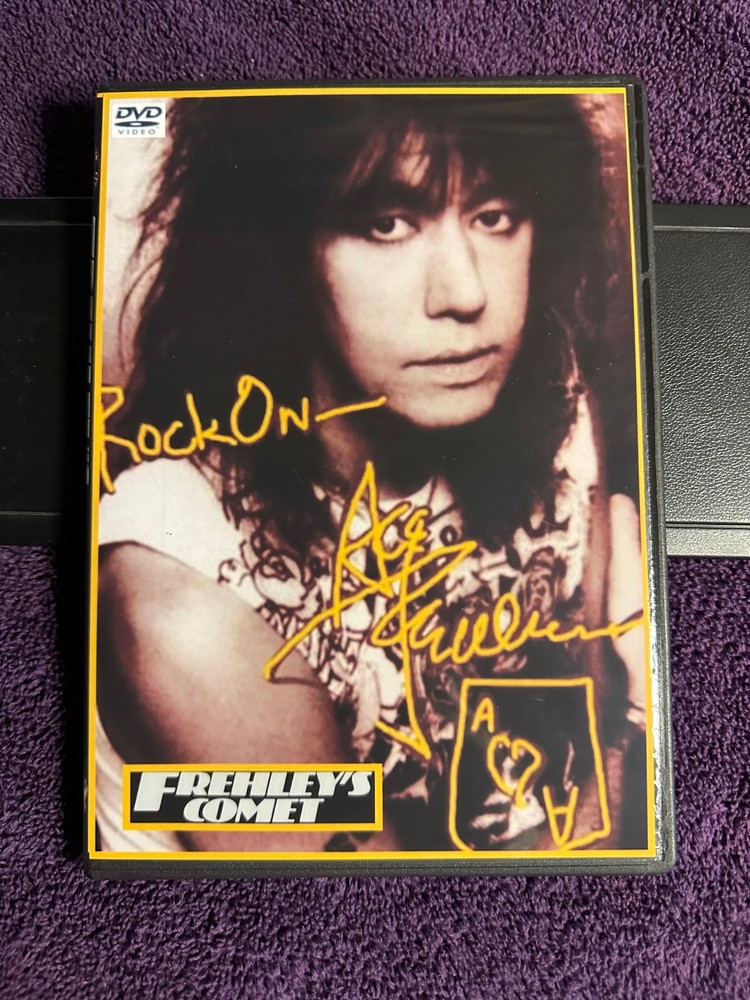 DVD
VIDEO
Rock On—
Ace
Frehley
A
A
FREHLEY'S
COMET